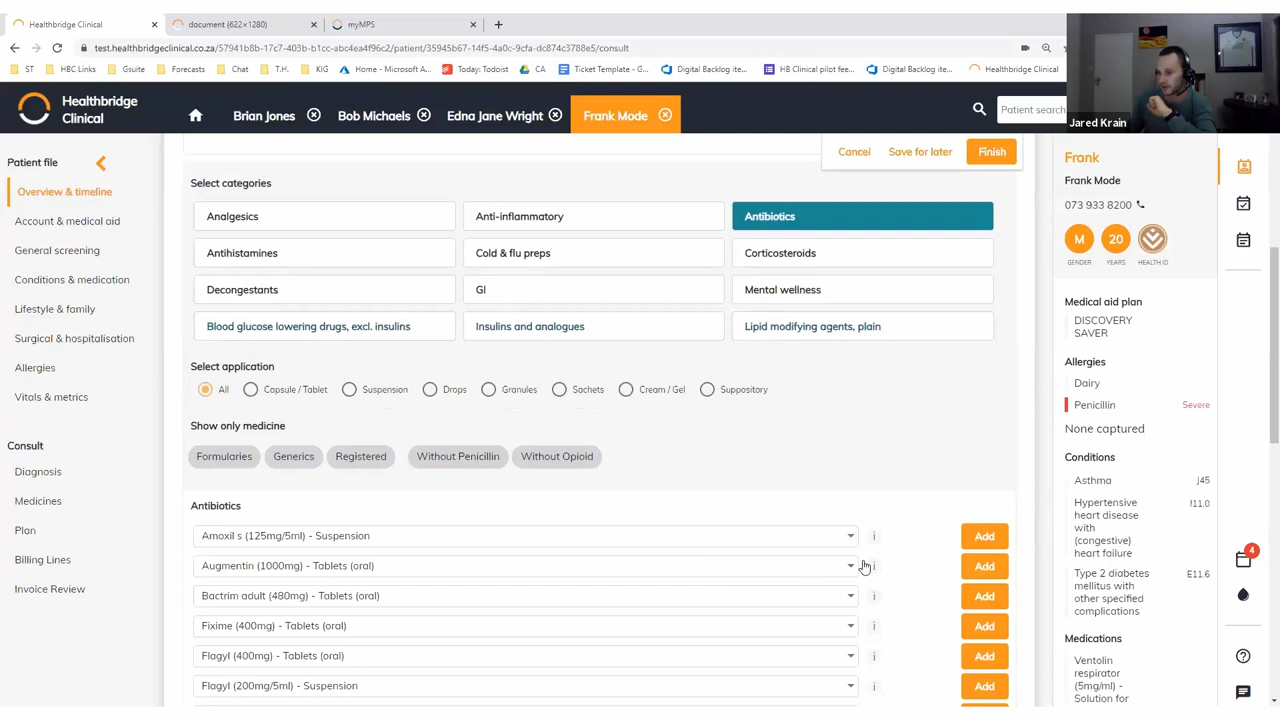 Healthbridge Clinical
document (622×1280)
myMPS
test.healthbridgeclinical.co.za/57941b8b-17c7-403b-b1cc-abc4ea4f96c2/patient/35945b67-14f5-4a0c-9cfa-dc874c3788e5/consult
ST
HBC Links
Gsuite
Forecasts
Chat
T.H.
KIG
Home - Microsoft A...
Today: Todoist
CA
Ticket Template - G...
Digital Backlog ite...
HB Clinical pilot fee...
Digital Backlog ite...
Healthbridge Clinical
Jared Krain
Healthbridge
Clinical
Brian Jones
Bob Michaels
Edna Jane Wright
Frank Mode
Patient search
Patient file
Overview & timeline
Account & medical aid
General screening
Conditions & medication
Lifestyle & family
Surgical & hospitalisation
Allergies
Vitals & metrics
Consult
Diagnosis
Medicines
Plan
Billing Lines
Invoice Review
Cancel
Save for later
Finish
Select categories
Analgesics
Anti-inflammatory
Antibiotics
Antihistamines
Cold & flu preps
Corticosteroids
Decongestants
GI
Mental wellness
Blood glucose lowering drugs, excl. insulins
Insulins and analogues
Lipid modifying agents, plain
Select application
All
Capsule / Tablet
Suspension
Drops
Granules
Sachets
Cream / Gel
Suppository
Show only medicine
Formularies
Generics
Registered
Without Penicillin
Without Opioid
Antibiotics
Amoxil s (125mg/5ml) - Suspension
i
Add
Augmentin (1000mg) - Tablets (oral)
i
Add
Bactrim adult (480mg) - Tablets (oral)
i
Add
Fixime (400mg) - Tablets (oral)
i
Add
Flagyl (400mg) - Tablets (oral)
i
Add
Flagyl (200mg/5ml) - Suspension
i
Add
Frank
Frank Mode
073 933 8200
M
20
GENDER
YEARS
HEALTH ID
Medical aid plan
DISCOVERY
SAVER
Allergies
Dairy
Penicillin
Severe
None captured
Conditions
Asthma
J45
Hypertensive
heart disease
with
(congestive)
heart failure
I11.0
Type 2 diabetes
mellitus with
other specified
complications
E11.6
Medications
Ventolin
respirator
(5mg/ml) -
Solution for
4